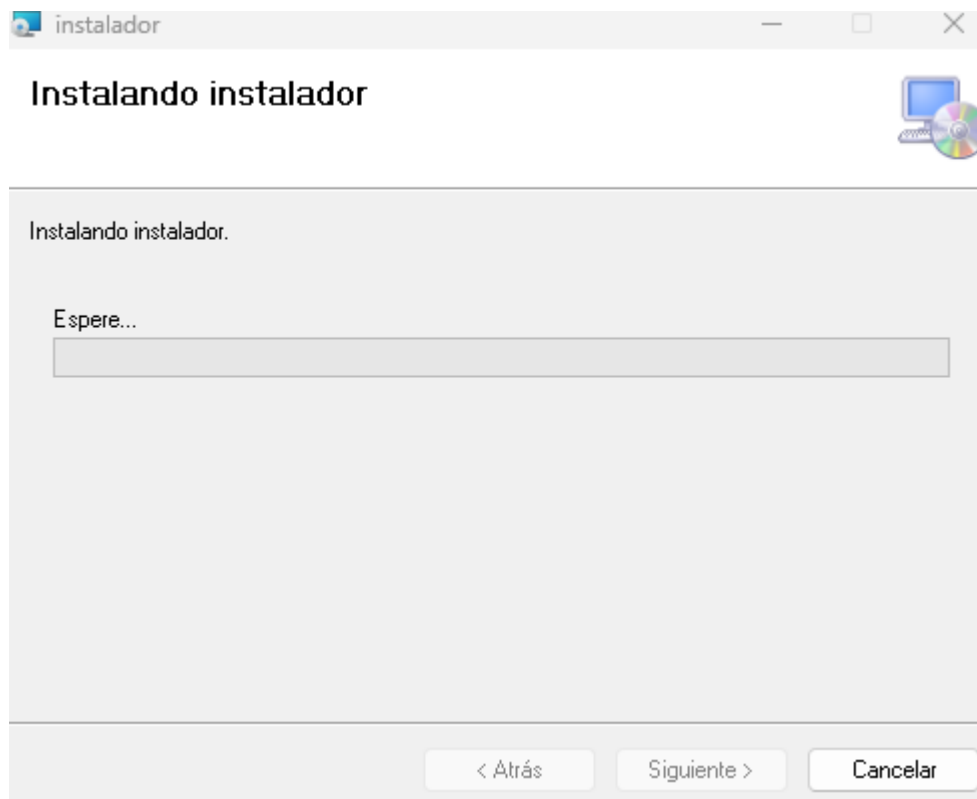 instalador
Instalando instalador
Instalando instalador.
Espere...
< Atrás Siguiente > Cancelar